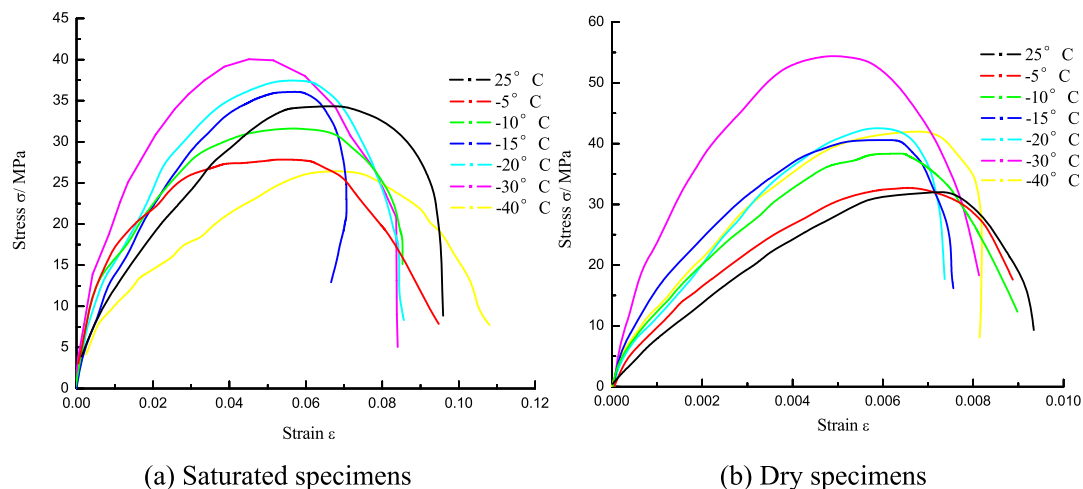 45
40
35
30
25
20
15
10
5
0
Stress σ/ MPa
0.00 0.02 0.04 0.06 0.08 0.10 0.12
Strain ε
25° C
-5° C
-10° C
-15° C
-20° C
-30° C
-40° C
(a) Saturated specimens
60
50
40
30
20
10
0
Stress σ/ MPa
0.000 0.002 0.004 0.006 0.008 0.010
Strain ε
25° C
-5° C
-10° C
-15° C
-20° C
-30° C
-40° C
(b) Dry specimens